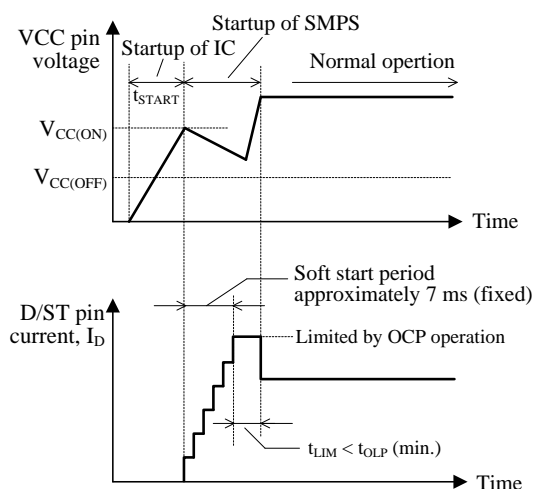 Startup of SMPS
VCC pin
voltage
Startup of IC
Normal opertion
tSTART
VCC(ON)
VCC(OFF)
Time
Soft start period
approximately 7 ms (fixed)
D/ST pin
current, ID
Limited by OCP operation
tLIM < tOLP (min.)
Time